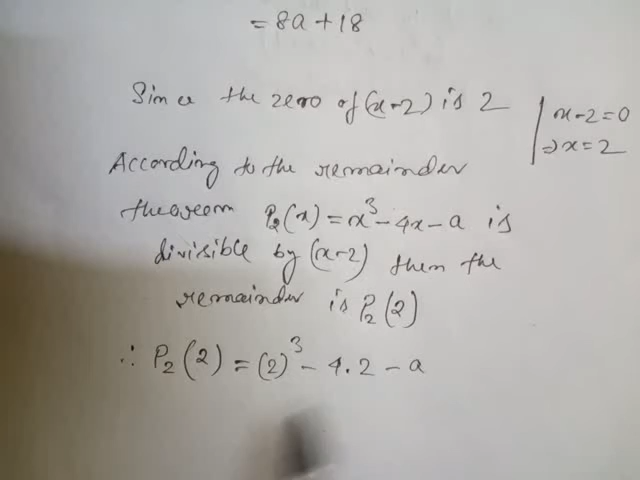 = 8a + 18
Since the zero of (x-2) is 2
x-2=0
⇒x=2
According to the remainder
theorem P₂(x) = x³ - 4x - a is
divisible by (x-2) then the
remainder is P₂(2)
∴ P₂(2) = (2)³ - 4.2 - a